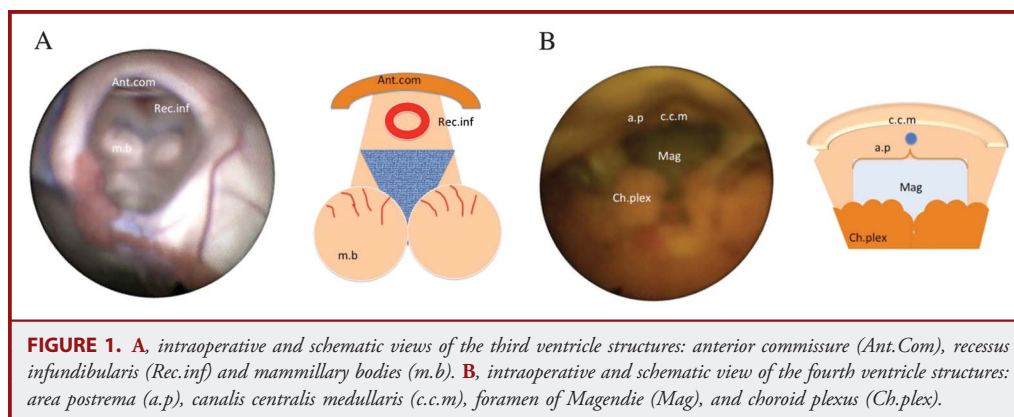 A
B
Ant.com
Rec.inf
m.b
Ant.com
Rec.inf
m.b
a.p
c.c.m
Mag
Ch.plex
c.c.m
a.p
Mag
Ch.plex
FIGURE 1. A, intraoperative and schematic views of the third ventricle structures: anterior commissure (Ant.Com), recessus
infundibularis (Rec.inf) and mammillary bodies (m.b). B, intraoperative and schematic view of the fourth ventricle structures:
area postrema (a.p), canalis centralis medullaris (c.c.m), foramen of Magendie (Mag), and choroid plexus (Ch.plex).